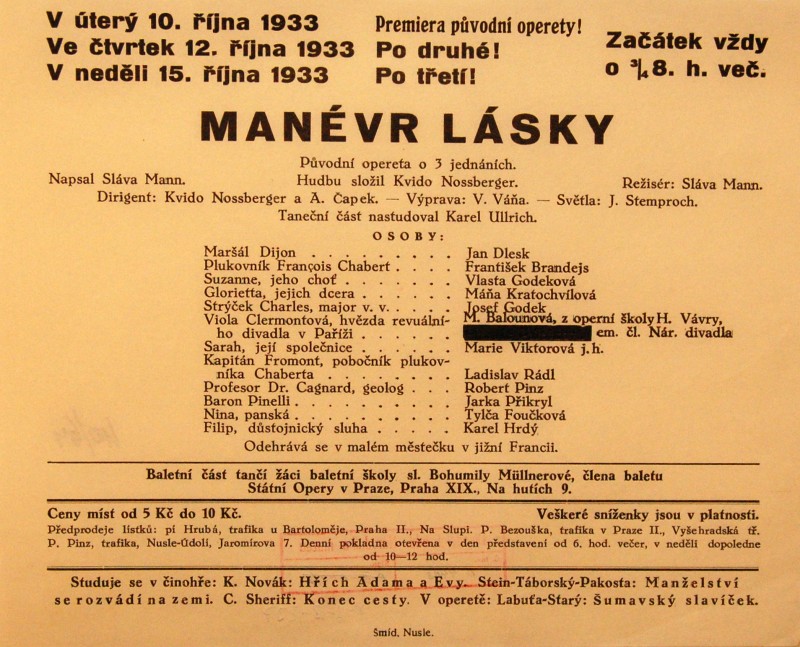 V úterý 10. října 1933 Premiera původní operety!
Ve čtvrtek 12. října 1933 Po druhé!
V neděli 15. října 1933 Po třetí!
Začátek vždy
o ¾8. h. več.
MANÉVR LÁSKY
Původní opereta o 3 jednáních.
Napsal Sláva Mann. Hudbu složil Kvido Nossberger. Režisér: Sláva Mann.
Dirigent: Kvido Nossberger a A. Čapek. — Výprava: V. Váňa. — Světla: J. Stemproch.
Taneční část nastudoval Karel Ullrich.
OSOBY:
Maršál Dijon . . . . . . . . . Jan Dlesk
Plukovník François Chabert . . . . František Brandejs
Suzanne, jeho choť . . . . . . . Vlasta Godeková
Glorietta, jejich dcera . . . . . . Máňa Kratochvílová
Strýček Charles, major v. v. . . . . Josef Godek
Viola Clermontová, hvězda revuální- M. Balounová, z operní školy H. Vávry,
ho divadla v Paříži . . . . . . em. čl. Nár. divadla
Sarah, její společnice . . . . . . Marie Viktorová j. h.
Kapitán Fromont, pobočník plukov-
níka Chaberta . . . . . . . . Ladislav Rádl
Profesor Dr. Cagnard, geolog . . . Robert Pinz
Baron Pinelli . . . . . . . . . . Jarka Přikryl
Nina, panská . . . . . . . . . . Tylča Foučková
Filip, důstojnický sluha . . . . . Karel Hrdý
Odehrává se v malém městečku v jižní Francii.
Baletní část tančí žáci baletní školy sl. Bohumily Müllnerové, člena baletu
Státní Opery v Praze, Praha XIX., Na hutích 9.
Ceny míst od 5 Kč do 10 Kč. Veškeré sníženky jsou v platnosti.
Předprodeje lístků: pí Hrubá, trafika u Bartoloměje, Praha II., Na Slupi. P. Bezouška, trafika v Praze II., Vyšehradská tř.
P. Pinz, trafika, Nusle-Údolí, Jaromírova 7. Denní pokladna otevřena v den představení od 6. hod. večer, v neděli dopoledne
od 10—12 hod.
Studuje se v činohře: K. Novák: Hřích Adama a Evy. Stein-Táborský-Pakosta: Manželství
se rozvádí na zemi. C. Sheriff: Konec cesty. V operetě: Labuťa-Starý: Šumavský slavíček.
Šmíd, Nusle.